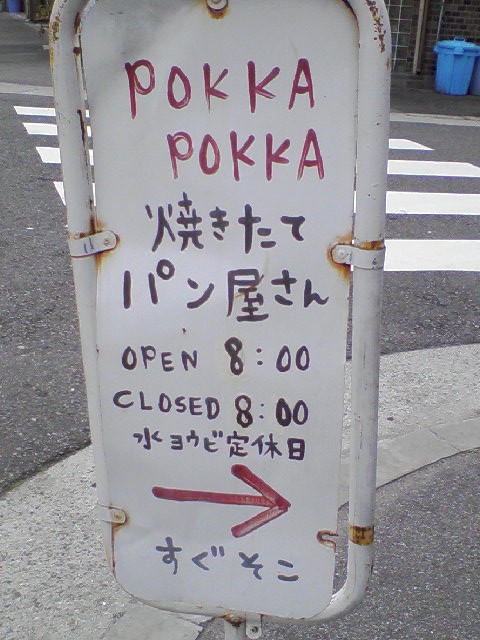 POKKA
POKKA
焼きたて
パン屋さん
OPEN 8:00
CLOSED 8:00
水ヨウビ定休日
すぐそこ